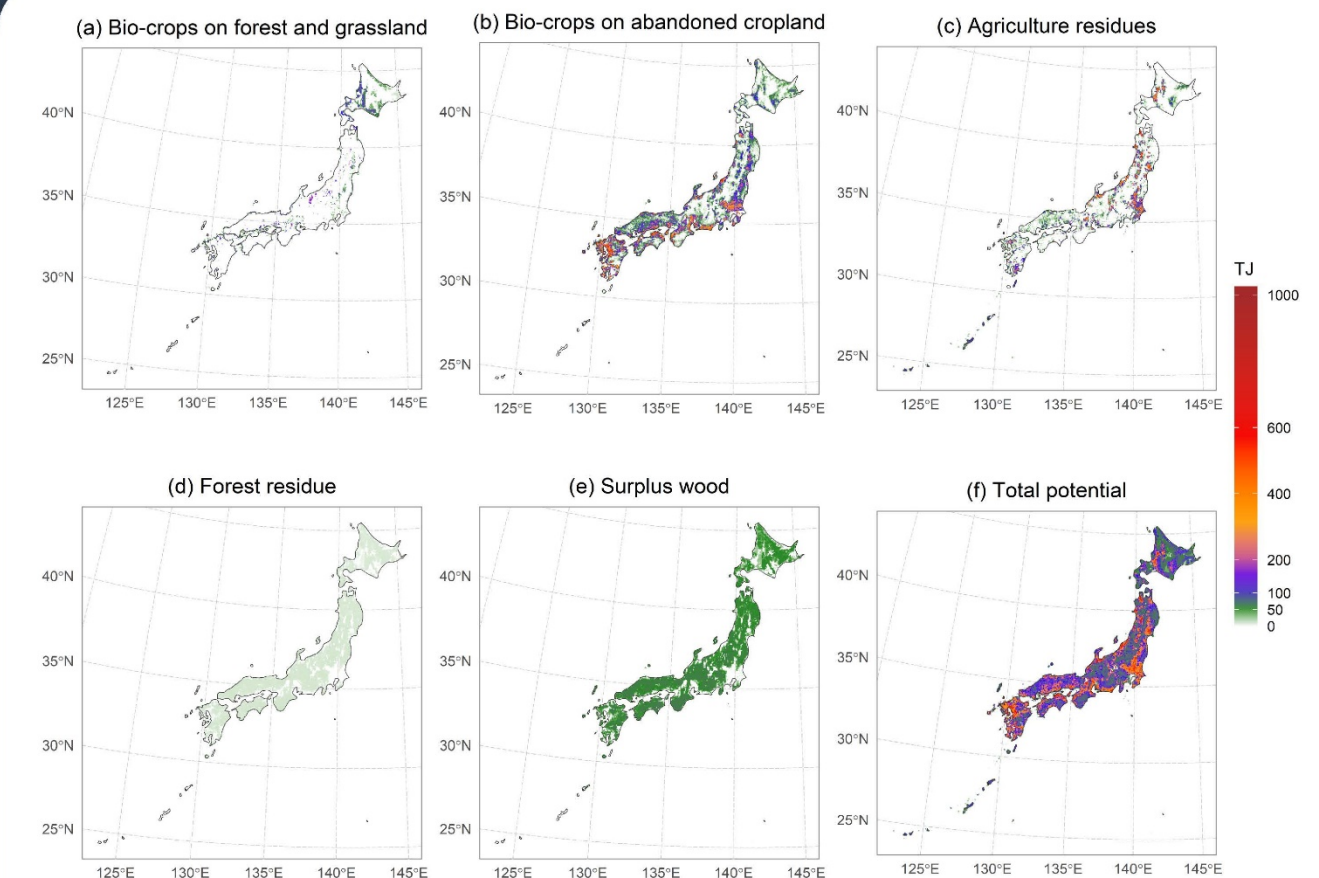 (a) Bio-crops on forest and grassland
(b) Bio-crops on abandoned cropland
(c) Agriculture residues
40°N
35°N
30°N
25°N
125°E 130°E 135°E 140°E 145°E
40°N
35°N
30°N
25°N
125°E 130°E 135°E 140°E 145°E
40°N
35°N
30°N
25°N
125°E 130°E 135°E 140°E 145°E
TJ
1000
600
400
200
100
50
0
(d) Forest residue
(e) Surplus wood
(f) Total potential
40°N
35°N
30°N
25°N
125°E 130°E 135°E 140°E 145°E
40°N
35°N
30°N
25°N
125°E 130°E 135°E 140°E 145°E
40°N
35°N
30°N
25°N
125°E 130°E 135°E 140°E 145°E